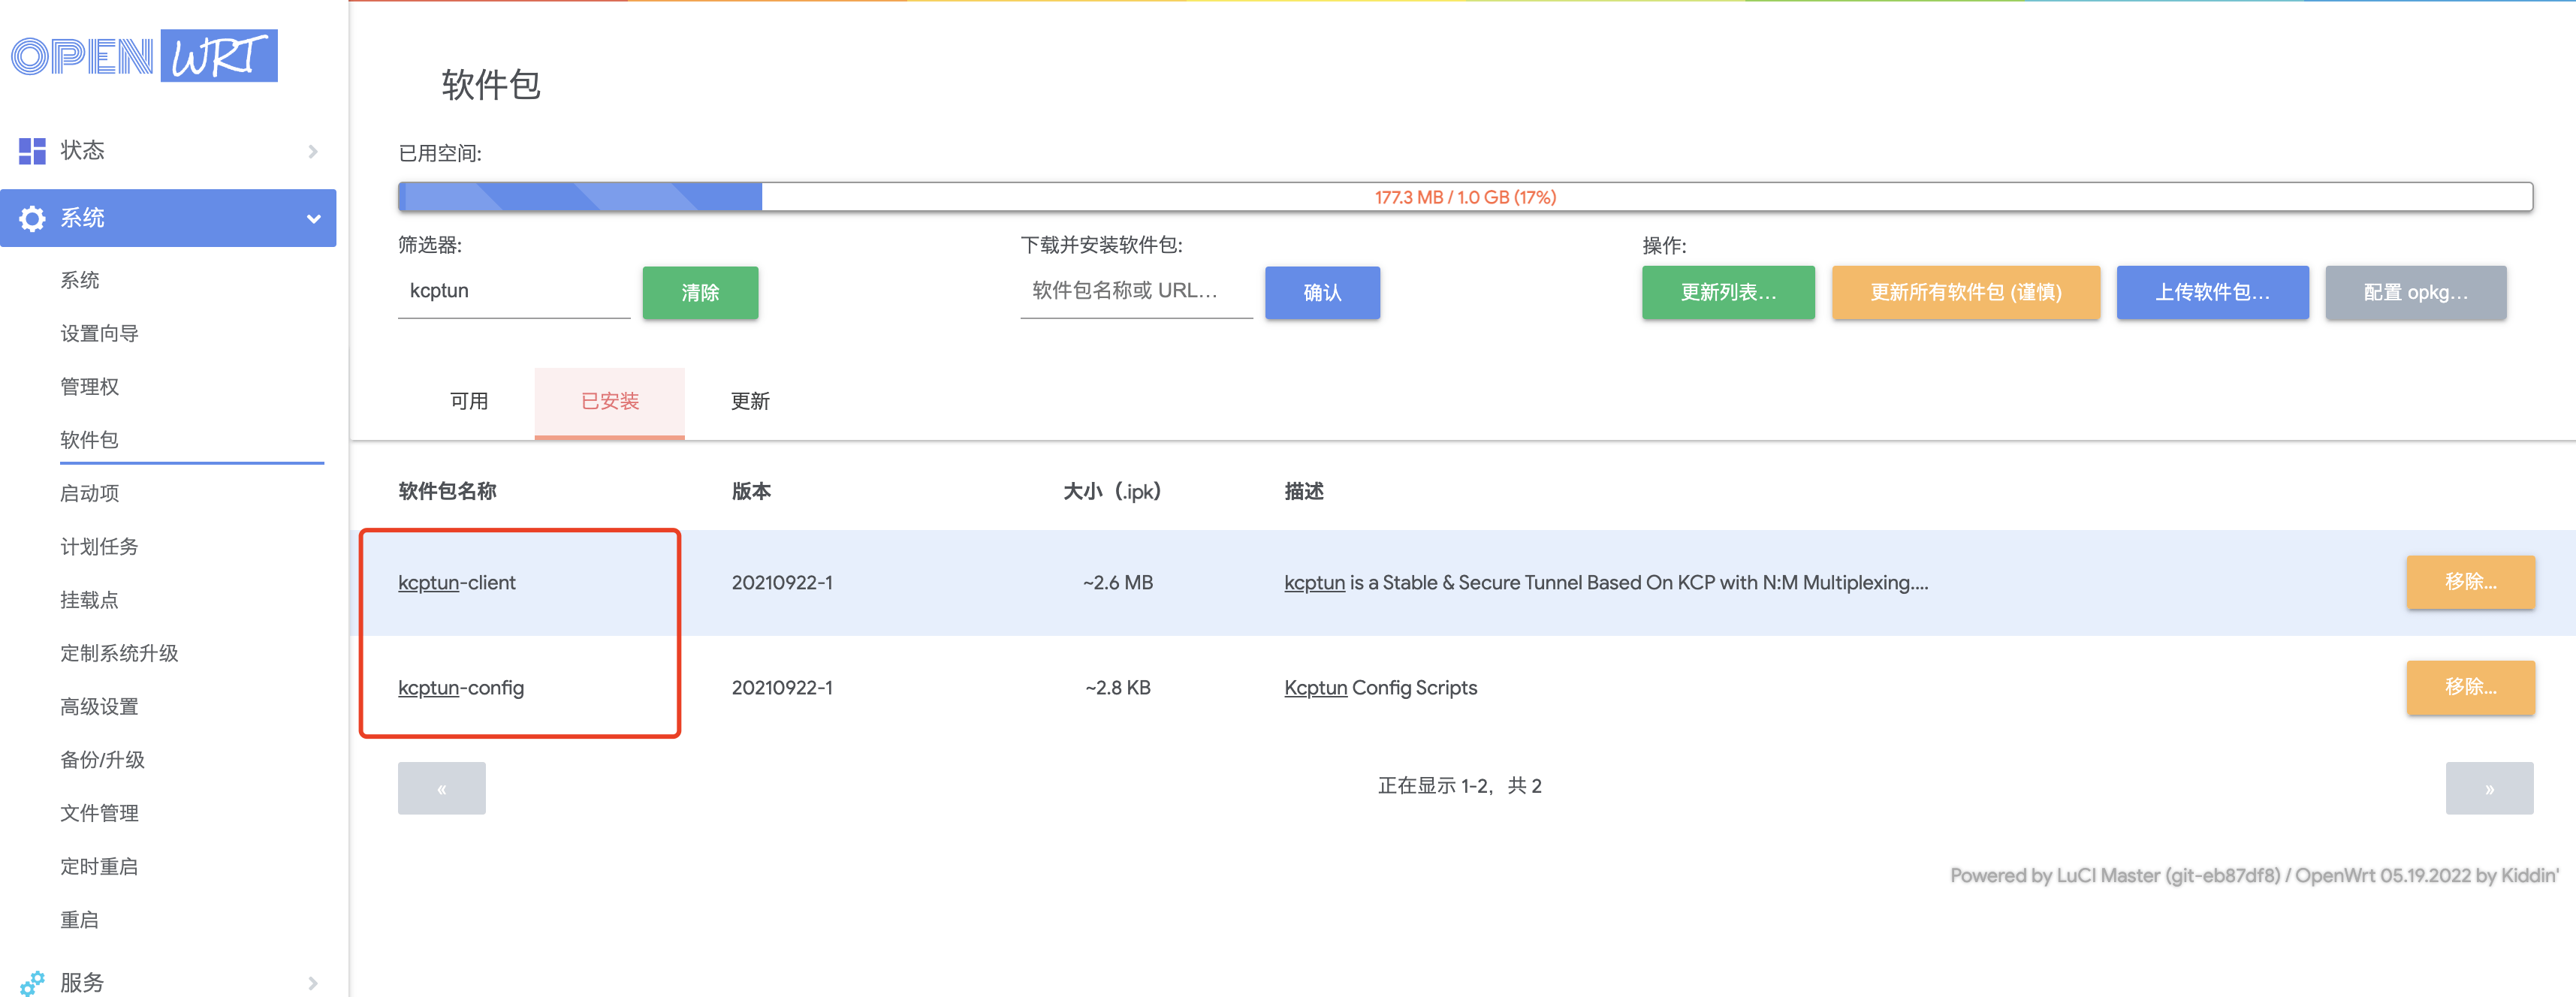 OPENWRT
状态
系统
系统
设置向导
管理权
软件包
启动项
计划任务
挂载点
定制系统升级
高级设置
备份/升级
文件管理
定时重启
重启
服务
软件包
已用空间:
177.3 MB / 1.0 GB (17%)
筛选器:
kcptun
清除
下载并安装软件包:
软件包名称或 URL…
确认
操作:
更新列表…
更新所有软件包 (谨慎)
上传软件包…
配置 opkg…
可用 已安装 更新
软件包名称 版本 大小（.ipk） 描述
kcptun-client 20210922-1 ~2.6 MB kcptun is a Stable & Secure Tunnel Based On KCP with N:M Multiplexing.... 移除…
kcptun-config 20210922-1 ~2.8 KB Kcptun Config Scripts 移除…
« 正在显示 1-2，共 2 »
Powered by LuCI Master (git-eb87df8) / OpenWrt 05.19.2022 by Kiddin'